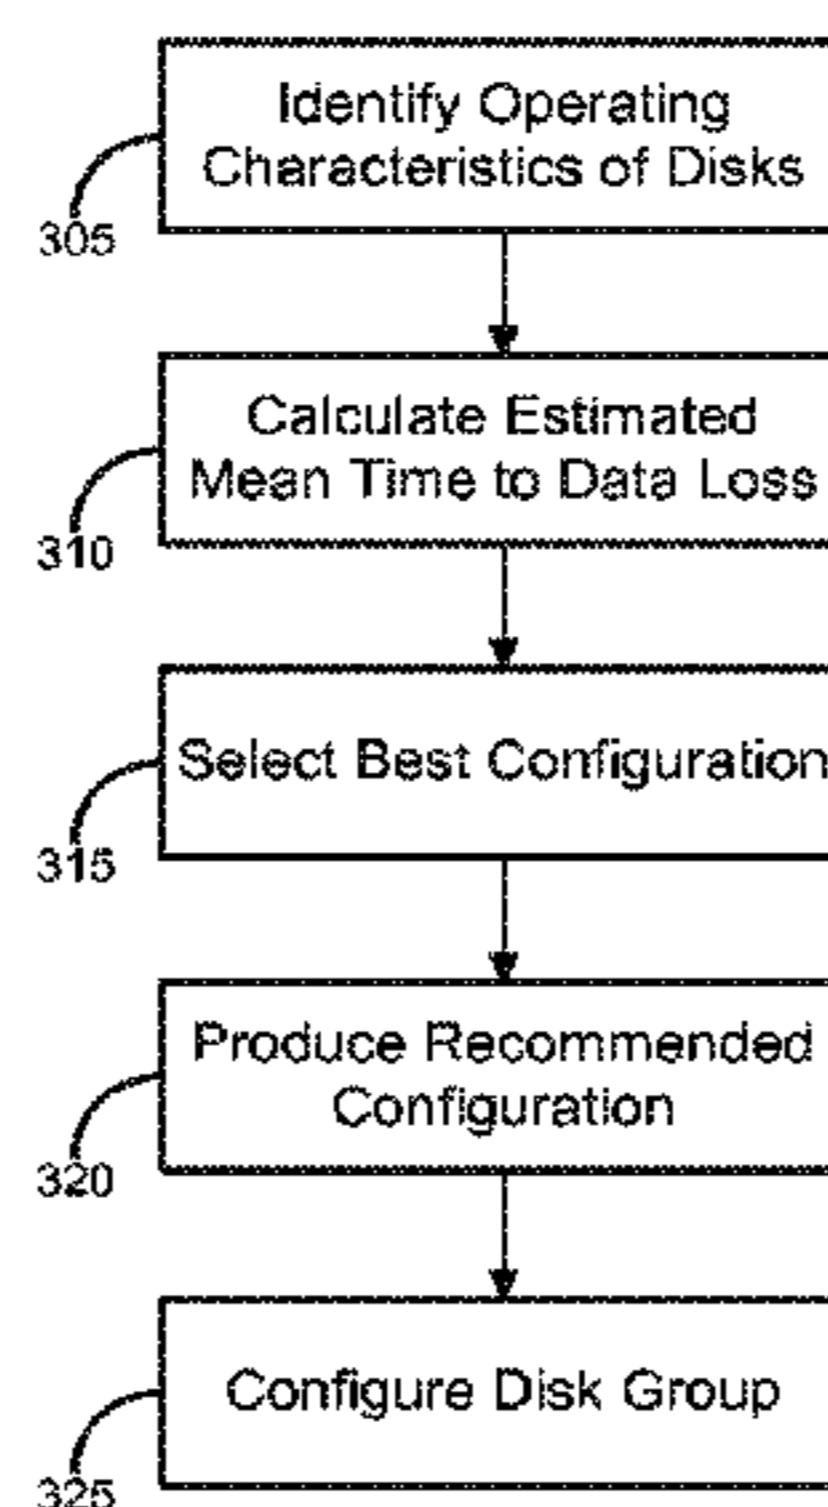 Identify Operating
Characteristics of Disks
305
Calculate Estimated
Mean Time to Data Loss
310
Select Best Configuration
315
Produce Recommended
Configuration
320
Configure Disk Group
325